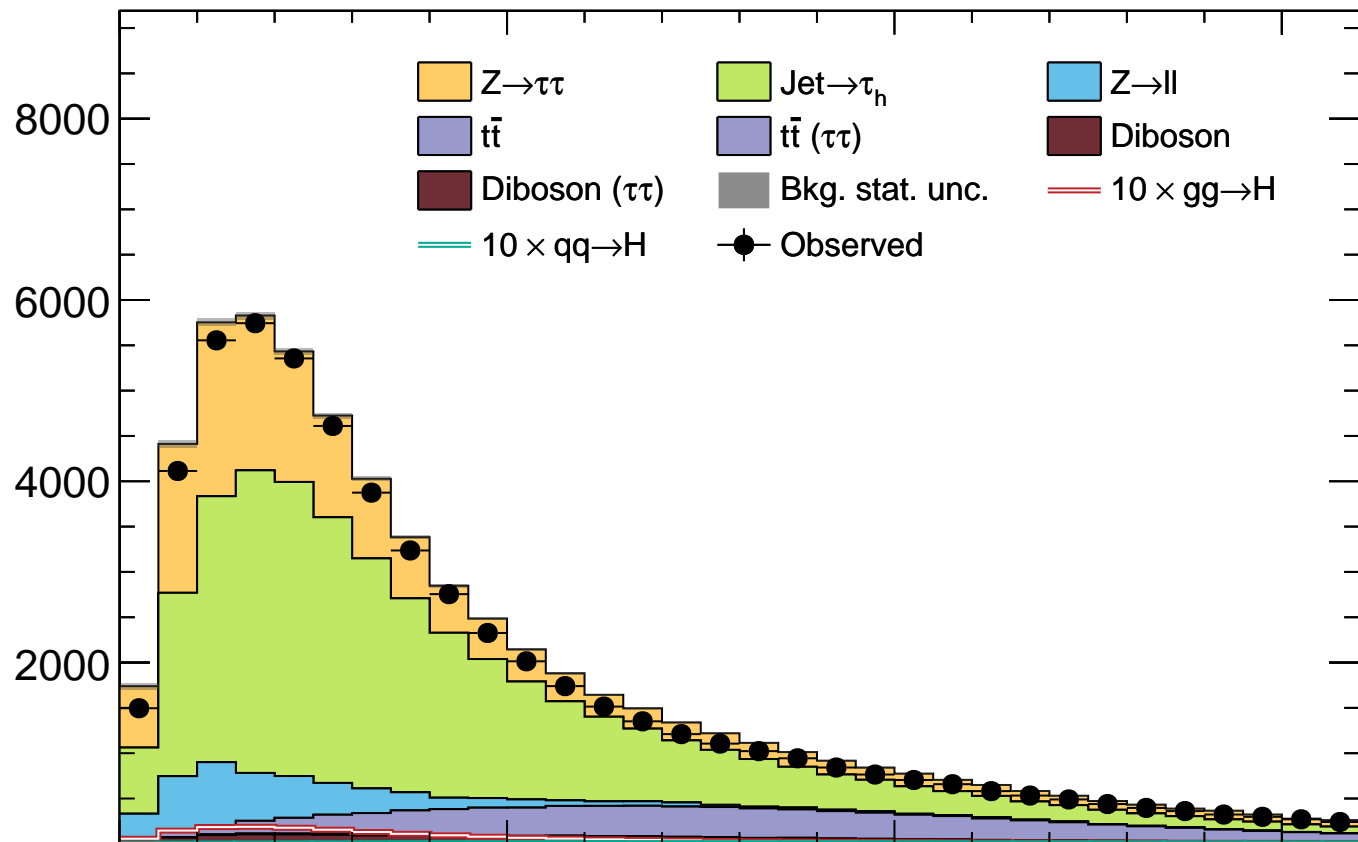 8000
6000
4000
2000
Z→ττ Jet→τh Z→ll
tt̄ tt̄ (ττ) Diboson
Diboson (ττ) Bkg. stat. unc. 10 × gg→H
10 × qq→H Observed